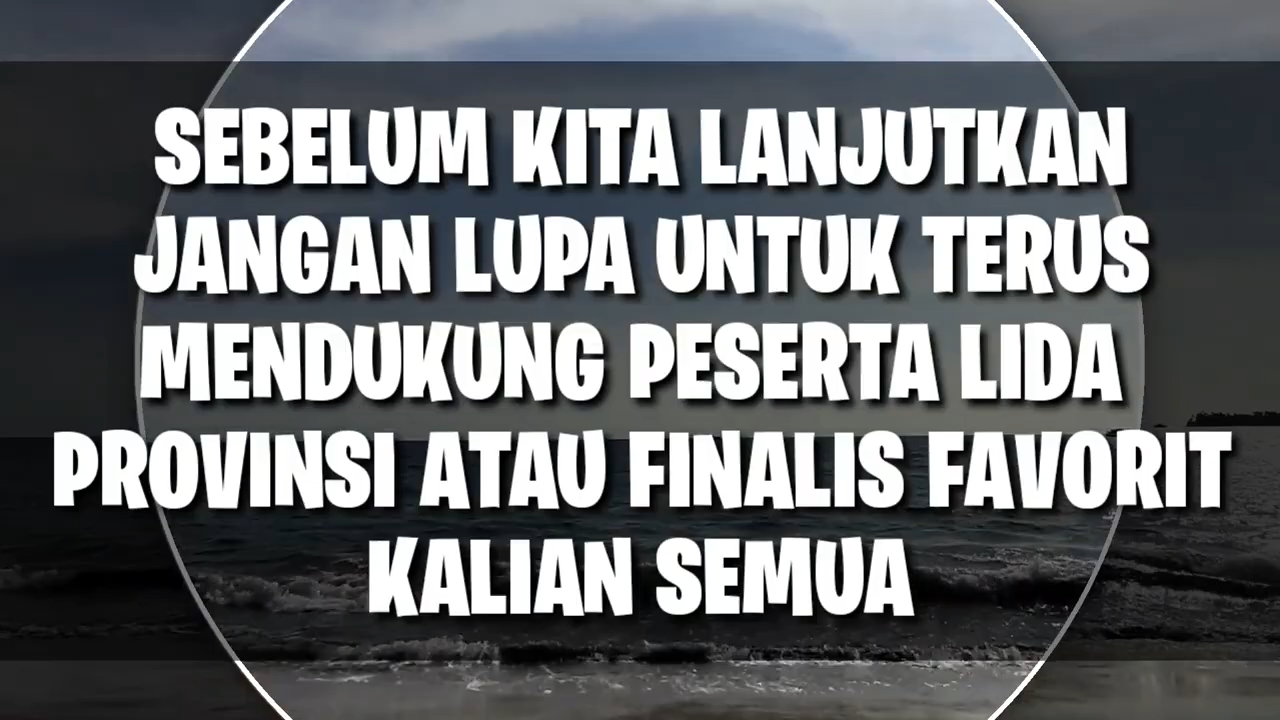 SEBELUM KITA LANJUTKAN
JANGAN LUPA UNTUK TERUS
MENDUKUNG PESERTA LIDA
PROVINSI ATAU FINALIS FAVORIT
KALIAN SEMUA